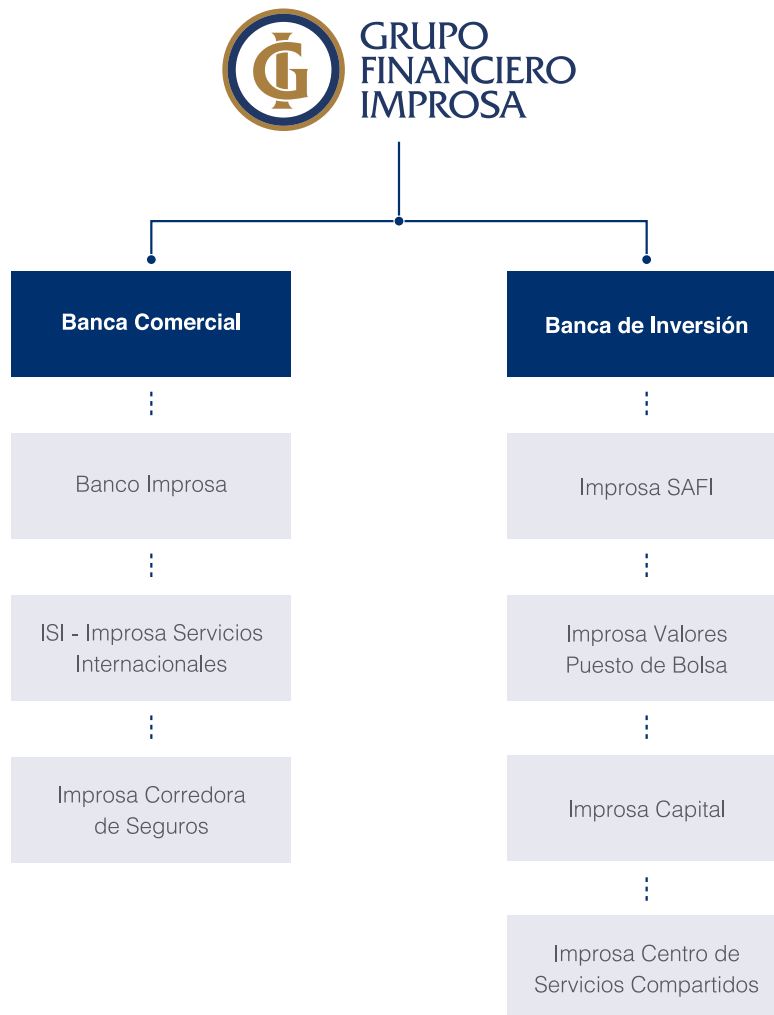 GRUPO
FINANCIERO
IMPROSA
Banca Comercial
Banco Improsa
ISI - Improsa Servicios
Internacionales
Improsa Corredora
de Seguros
Banca de Inversión
Improsa SAFI
Improsa Valores
Puesto de Bolsa
Improsa Capital
Improsa Centro de
Servicios Compartidos